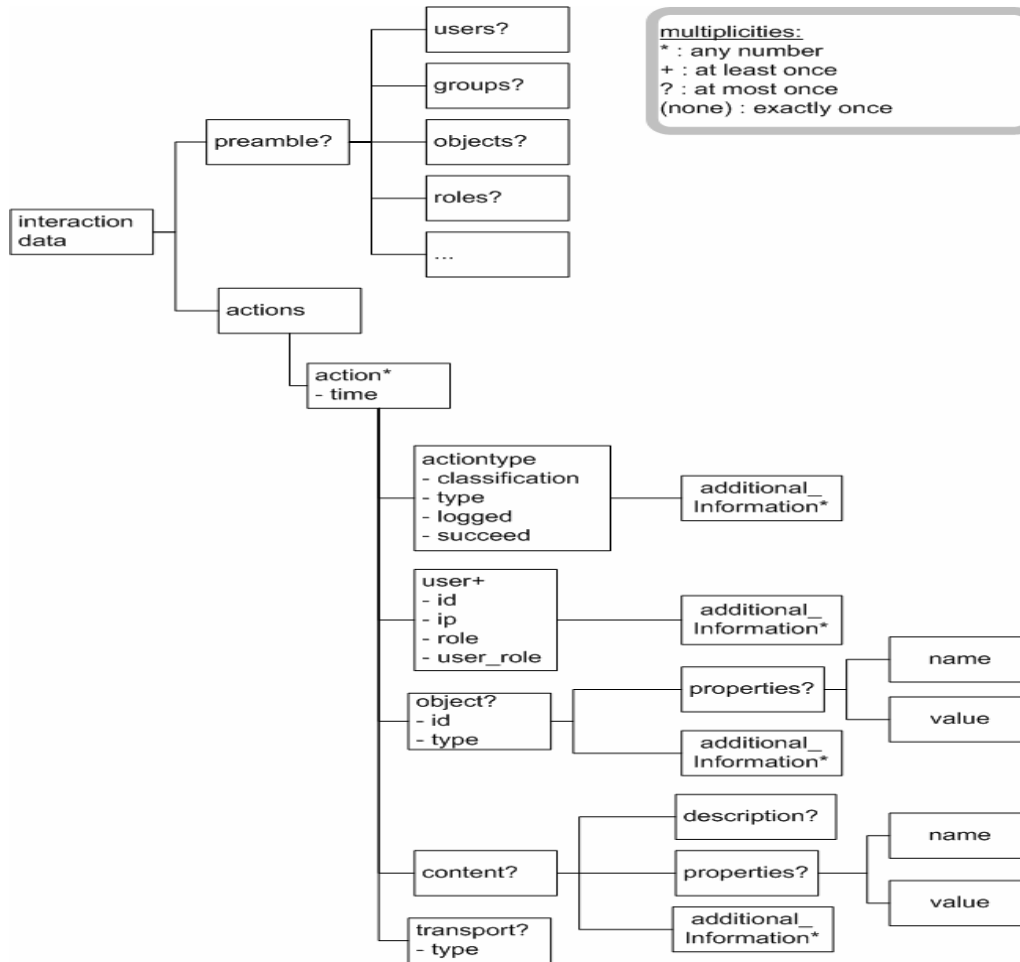 users?
multiplicities:
* : any number
+ : at least once
? : at most once
(none) : exactly once
groups?
preamble?
objects?
roles?
interaction
data
...
actions
action*
- time
actiontype
- classification
- type
- logged
- succeed
additional_
Information*
user+
- id
- ip
- role
- user_role
additional_
Information*
object?
- id
- type
properties?
name
value
additional_
Information*
description?
content?
properties?
name
value
additional_
Information*
transport?
- type